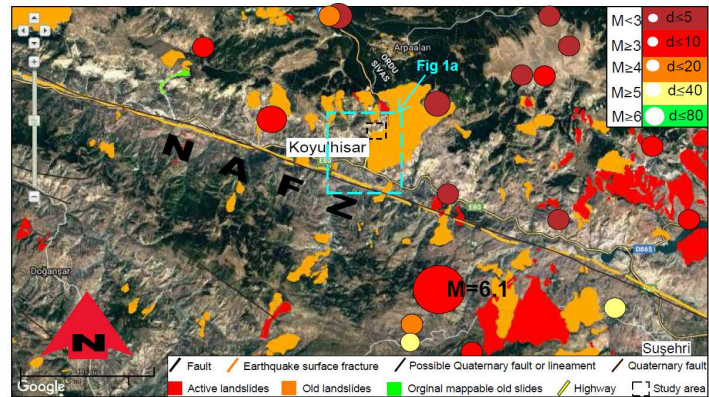 M<3 d≤5
M≥3 d≤10
M≥4 d≤20
M≥5 d≤40
M≥6 d≤80
Arpaalan
ORDU
SİVAS
Fig 1a
Koyulhisar
E80
N A F Z
E80
D865
E80
Doğanşar
M=6.1
N
Suşehri
Google
Fault
Earthquake surface fracture
Possible Quaternary fault or lineament
Quaternary fault
Active landslides
Old landslides
Orginal mappable old slides
Highway
Study area